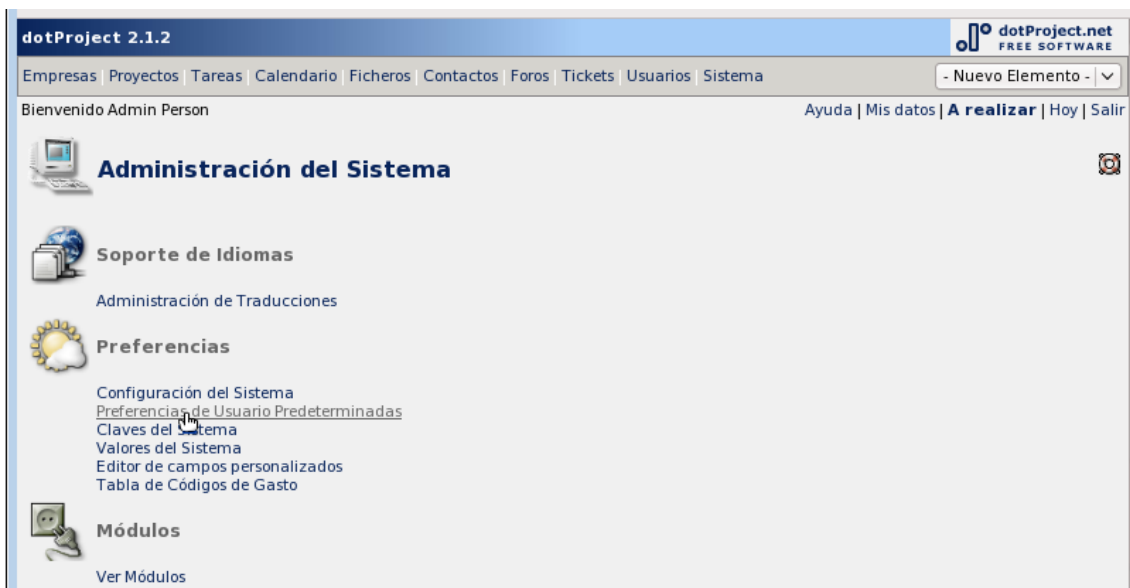 dotProject 2.1.2
dotProject.net
FREE SOFTWARE
Empresas Proyectos Tareas Calendario Ficheros Contactos Foros Tickets Usuarios Sistema - Nuevo Elemento -
Bienvenido Admin Person Ayuda | Mis datos | A realizar | Hoy | Salir
Administración del Sistema
Soporte de Idiomas
Administración de Traducciones
Preferencias
Configuración del Sistema
Preferencias de Usuario Predeterminadas
Claves del Sistema
Valores del Sistema
Editor de campos personalizados
Tabla de Códigos de Gasto
Módulos
Ver Módulos